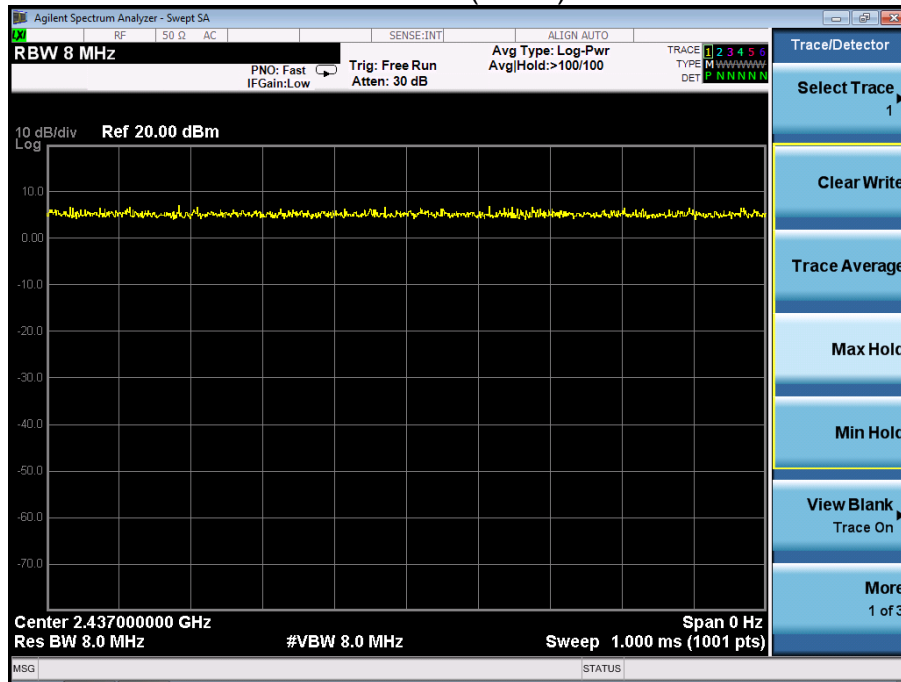 Agilent Spectrum Analyzer - Swept SA
LXI RF 50 Ω AC SENSE:INT ALIGN AUTO
RBW 8 MHz
PNO: Fast
IFGain:Low
Trig: Free Run
Atten: 30 dB
Avg Type: Log-Pwr
Avg|Hold:>100/100
TRACE 1 2 3 4 5 6
TYPE M WWWWW
DET P N N N N N
10 dB/div Ref 20.00 dBm
Log
10.0
0.00
-10.0
-20.0
-30.0
-40.0
-50.0
-60.0
-70.0
Center 2.437000000 GHz Span 0 Hz
Res BW 8.0 MHz #VBW 8.0 MHz Sweep 1.000 ms (1001 pts)
MSG STATUS
Trace/Detector
Select Trace
1
Clear Write
Trace Average
Max Hold
Min Hold
View Blank
Trace On
More
1 of 3